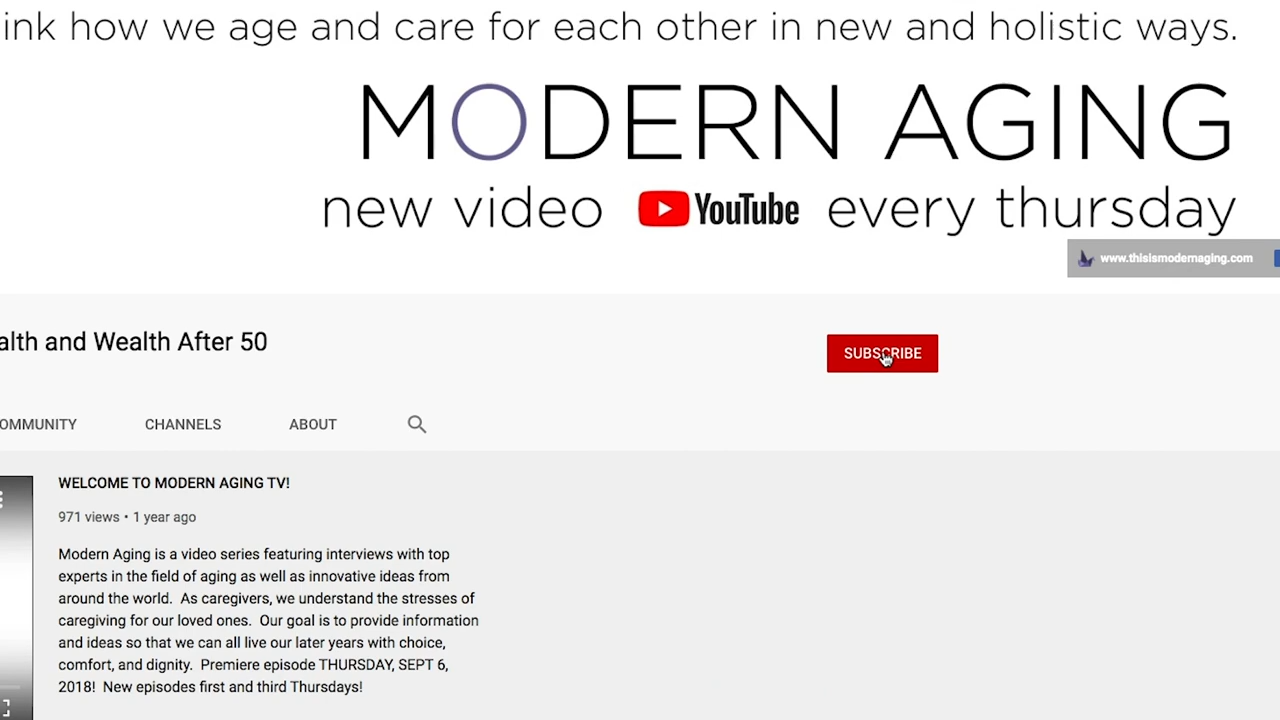 ink how we age and care for each other in new and holistic ways.
MODERN AGING
new video YouTube every thursday
www.thisismodernaging.com
alth and Wealth After 50
SUBSCRIBE
OMMUNITY CHANNELS ABOUT
WELCOME TO MODERN AGING TV!
971 views • 1 year ago
Modern Aging is a video series featuring interviews with top
experts in the field of aging as well as innovative ideas from
around the world. As caregivers, we understand the stresses of
caregiving for our loved ones. Our goal is to provide information
and ideas so that we can all live our later years with choice,
comfort, and dignity. Premiere episode THURSDAY, SEPT 6,
2018! New episodes first and third Thursdays!